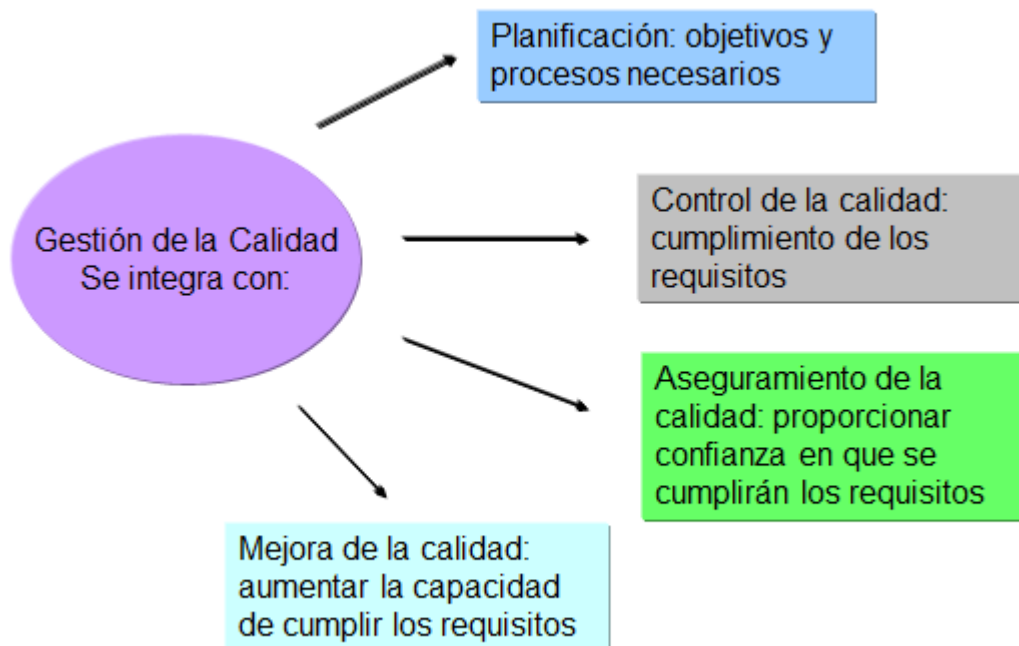 Planificación: objetivos y
procesos necesarios
Gestión de la Calidad
Se integra con:
Control de la calidad:
cumplimiento de los
requisitos
Aseguramiento de la
calidad: proporcionar
confianza en que se
cumplirán los requisitos
Mejora de la calidad:
aumentar la capacidad
de cumplir los requisitos